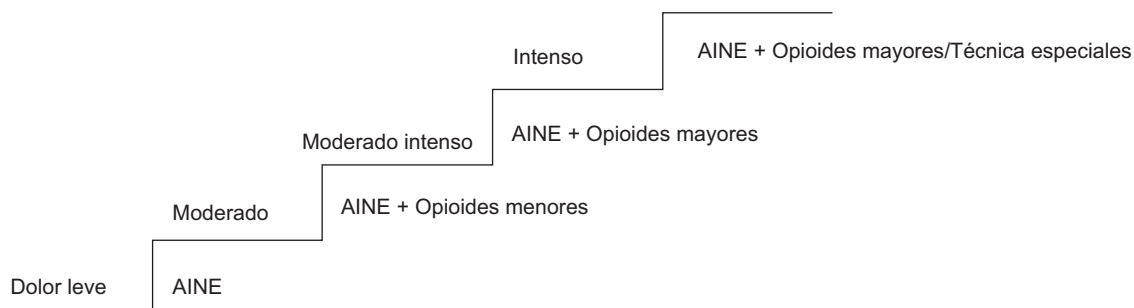 Intenso
AINE + Opioides mayores/Técnica especiales
Moderado intenso
AINE + Opioides mayores
Moderado
AINE + Opioides menores
Dolor leve
AINE